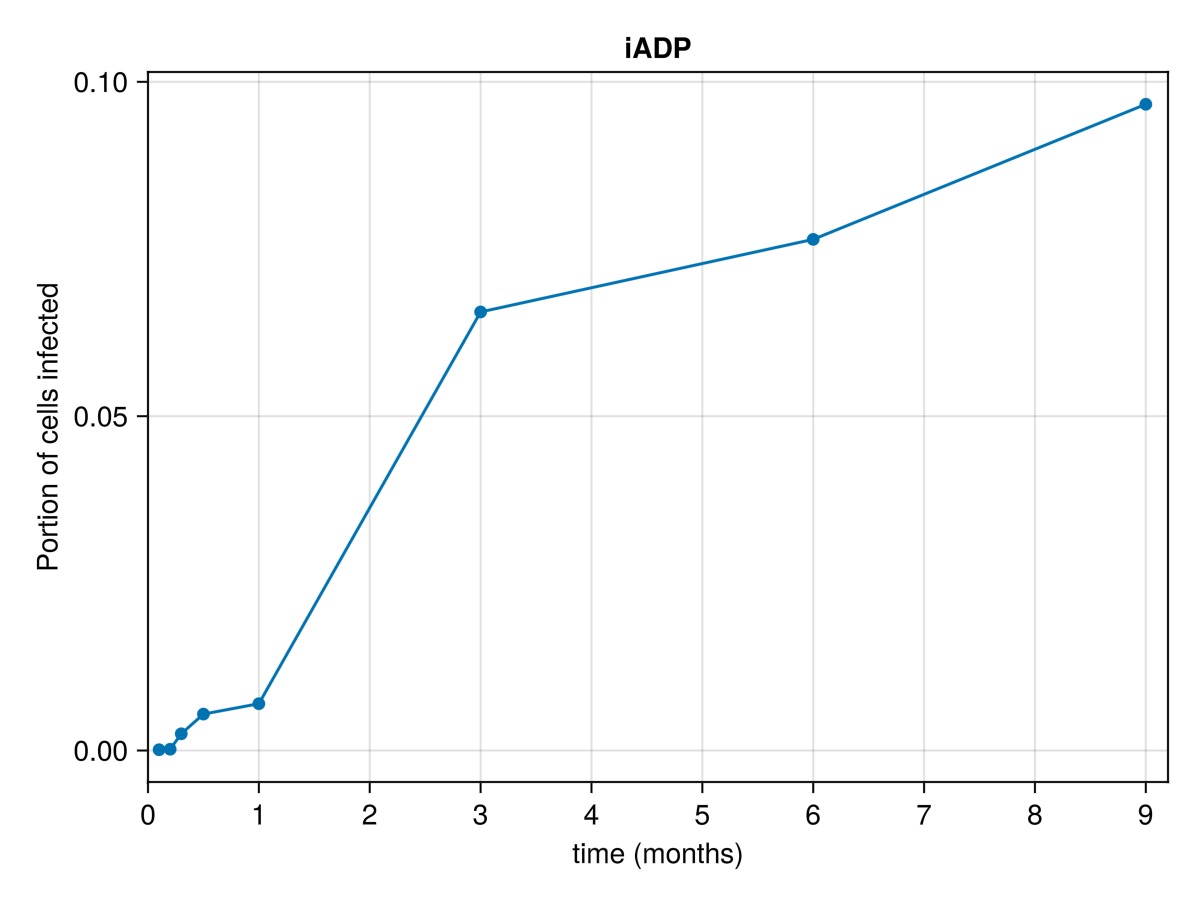 iADP
0.10
0.05
0.00
Portion of cells infected
0 1 2 3 4 5 6 7 8 9
time (months)